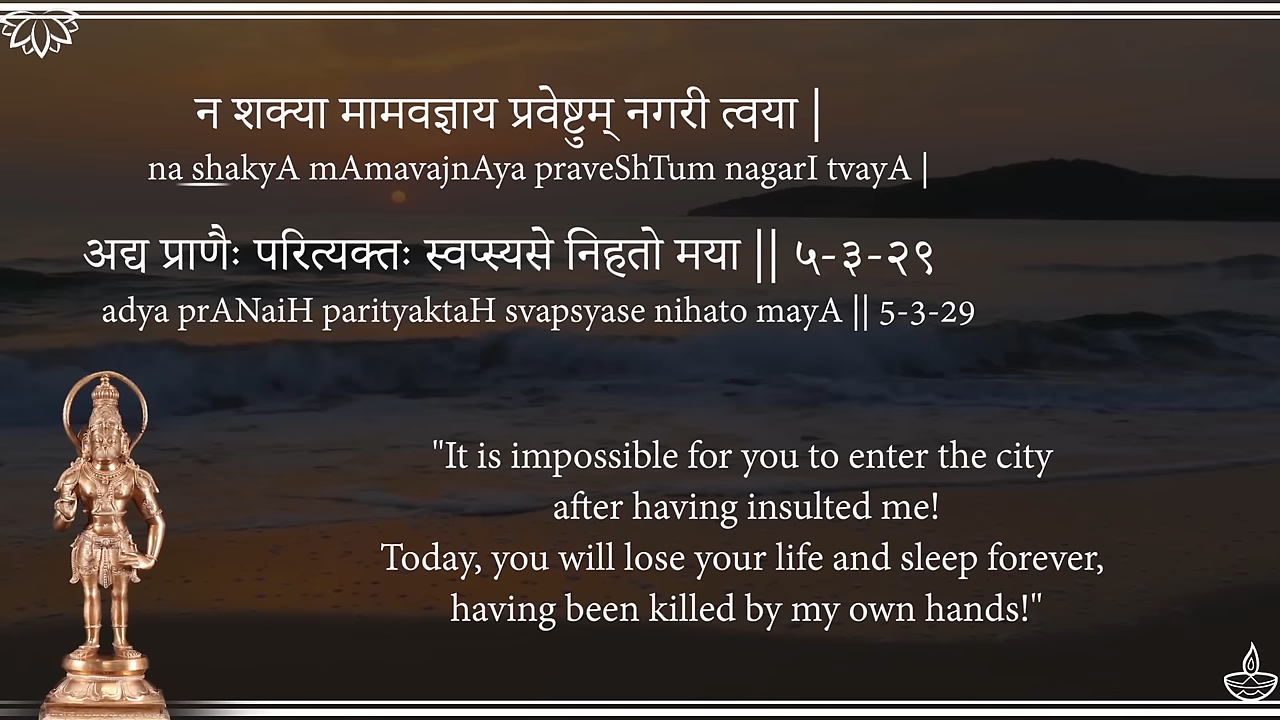 न शक्या मामवज्ञाय प्रवेष्टुम् नगरी त्वया |
na shakyA mAmavajnAya praveShTum nagarI tvayA |
अद्य प्राणैः परित्यक्तः स्वप्स्यसे निहतो मया || ५-३-२९
adya prANaiH parityaktaH svapsyase nihato mayA || 5-3-29
"It is impossible for you to enter the city
after having insulted me!
Today, you will lose your life and sleep forever,
having been killed by my own hands!"